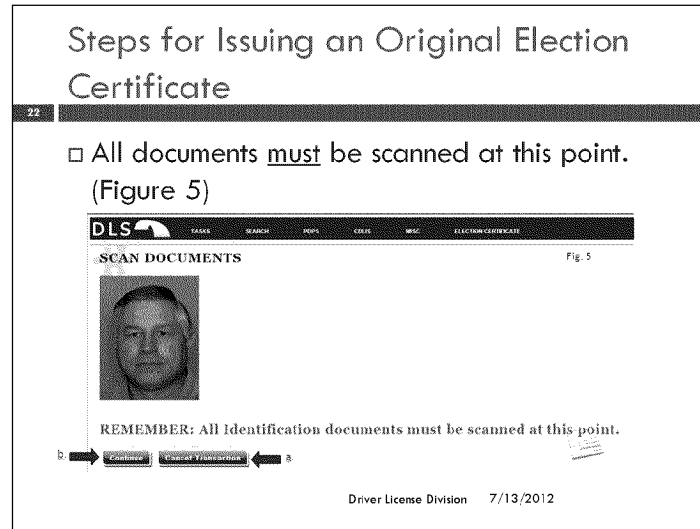 Steps for Issuing an Original Election
Certificate
22
All documents must be scanned at this point.
(Figure 5)
DLS TASKS SEARCH PDPS CDLIS MISC ELECTION CERTIFICATE
SCAN DOCUMENTS Fig. 5
REMEMBER: All Identification documents must be scanned at this point.
b. Continue Cancel Transaction a
Driver License Division 7/13/2012